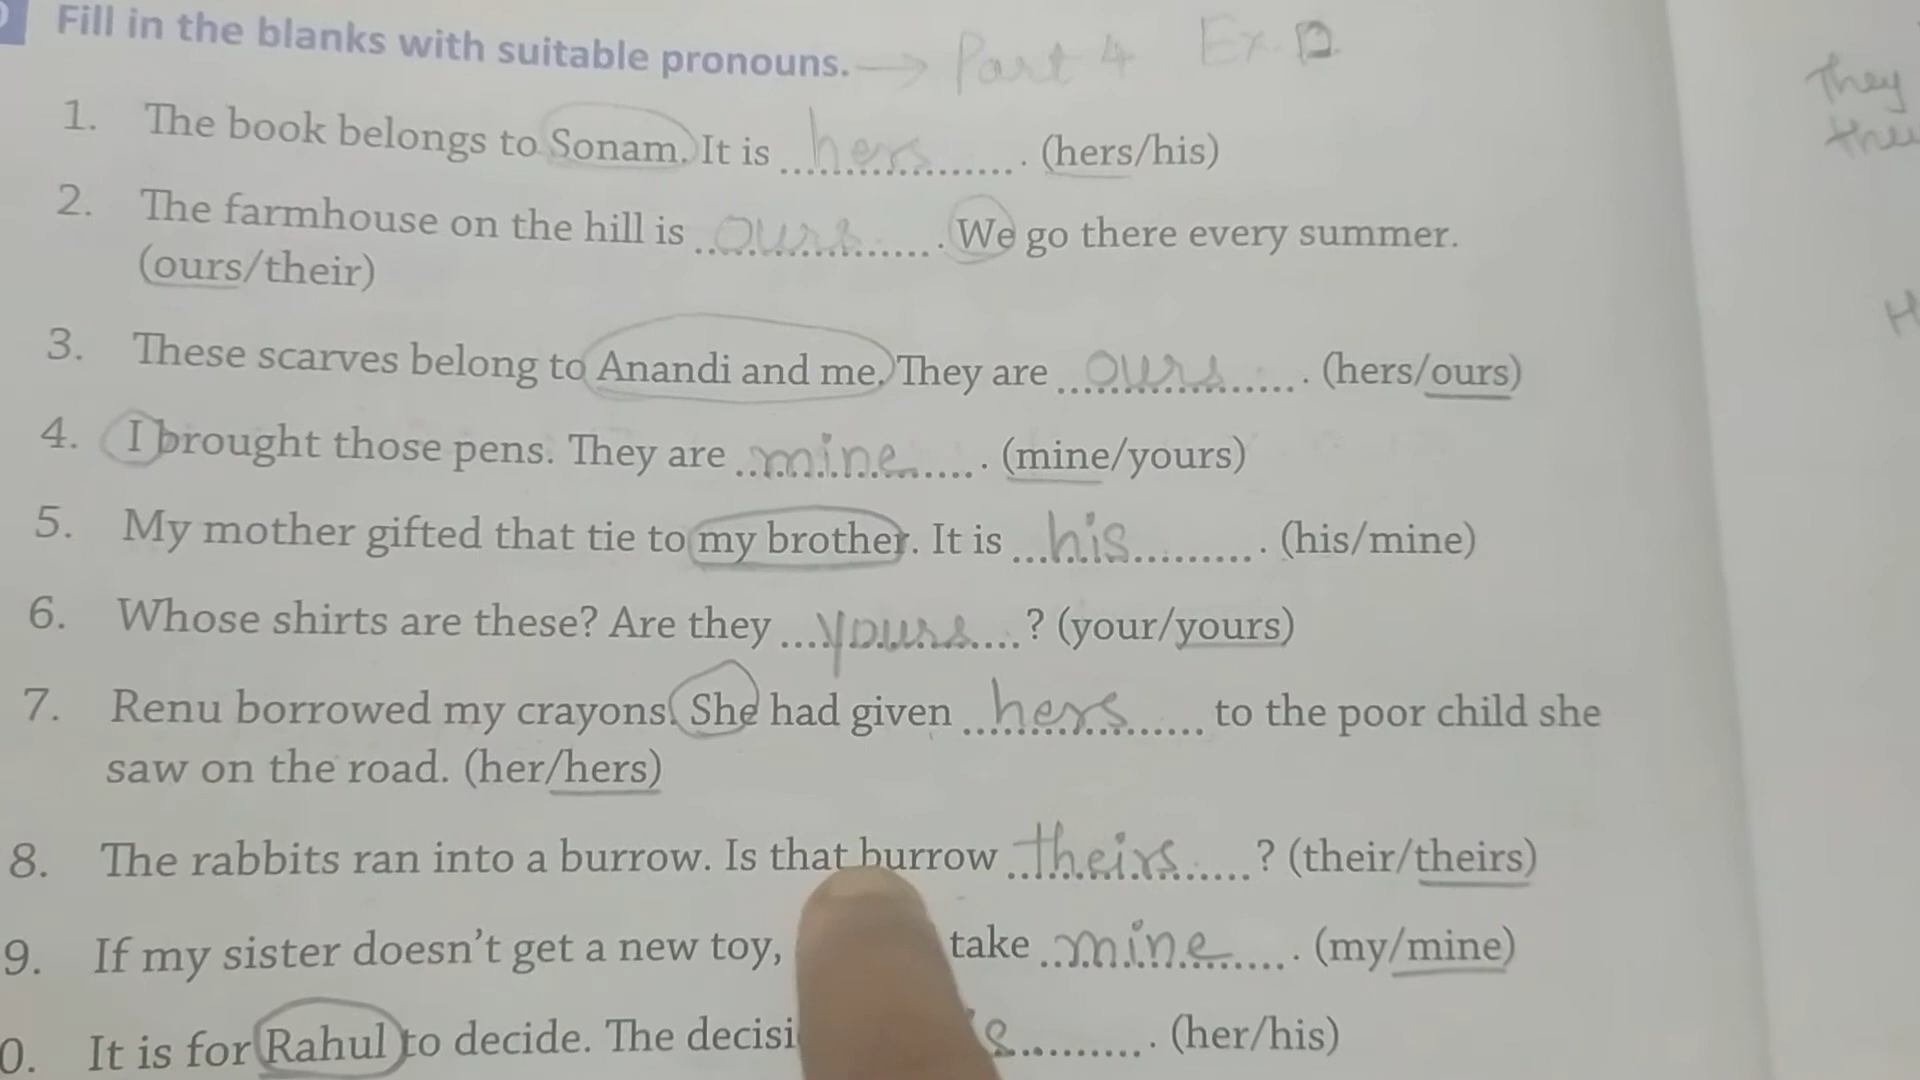 Fill in the blanks with suitable pronouns. → Part 4 Ex. D
They
1. The book belongs to Sonam. It is hers. (hers/his)
2. The farmhouse on the hill is ours. We go there every summer.
(ours/their)
H
3. These scarves belong to Anandi and me. They are ours. (hers/ours)
4. I brought those pens. They are mine. (mine/yours)
5. My mother gifted that tie to my brother. It is his. (his/mine)
6. Whose shirts are these? Are they yours? (your/yours)
7. Renu borrowed my crayons. She had given hers to the poor child she
saw on the road. (her/hers)
8. The rabbits ran into a burrow. Is that burrow theirs? (their/theirs)
9. If my sister doesn't get a new toy, take mine. (my/mine)
0. It is for Rahul to decide. The decisi s. (her/his)